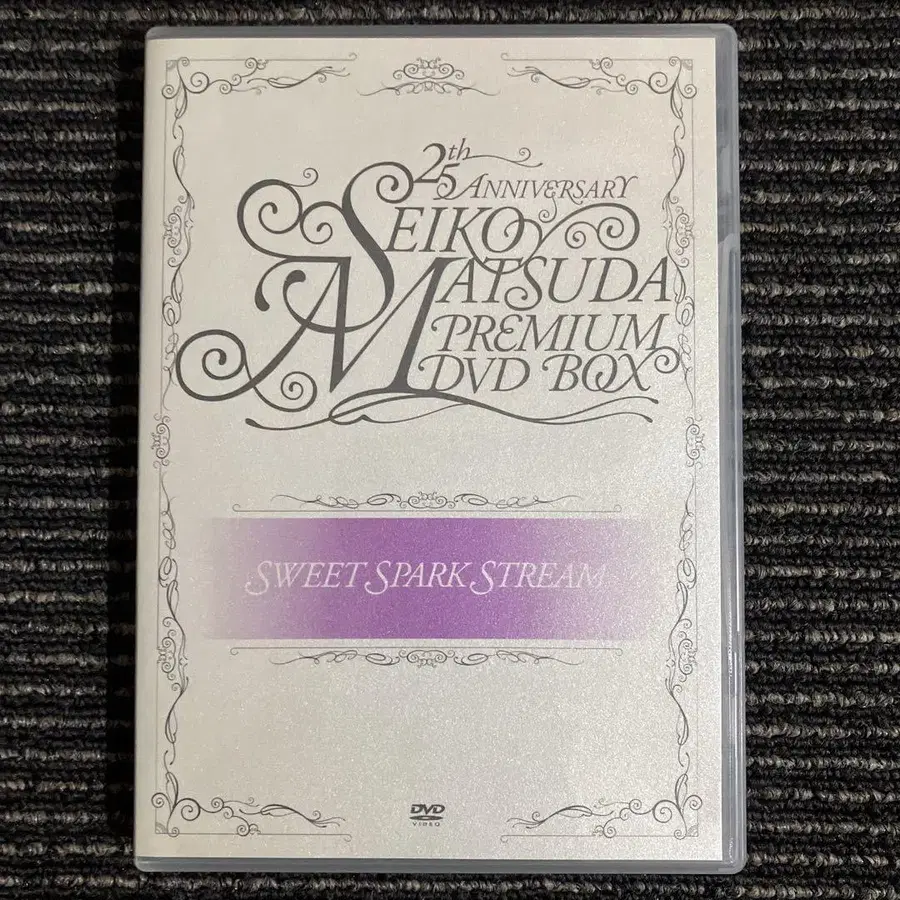 25th ANNIVERSARY
SEIKO
MATSUDA
PREMIUM
DVD BOX
SWEET SPARK STREAM
DVD
VIDEO